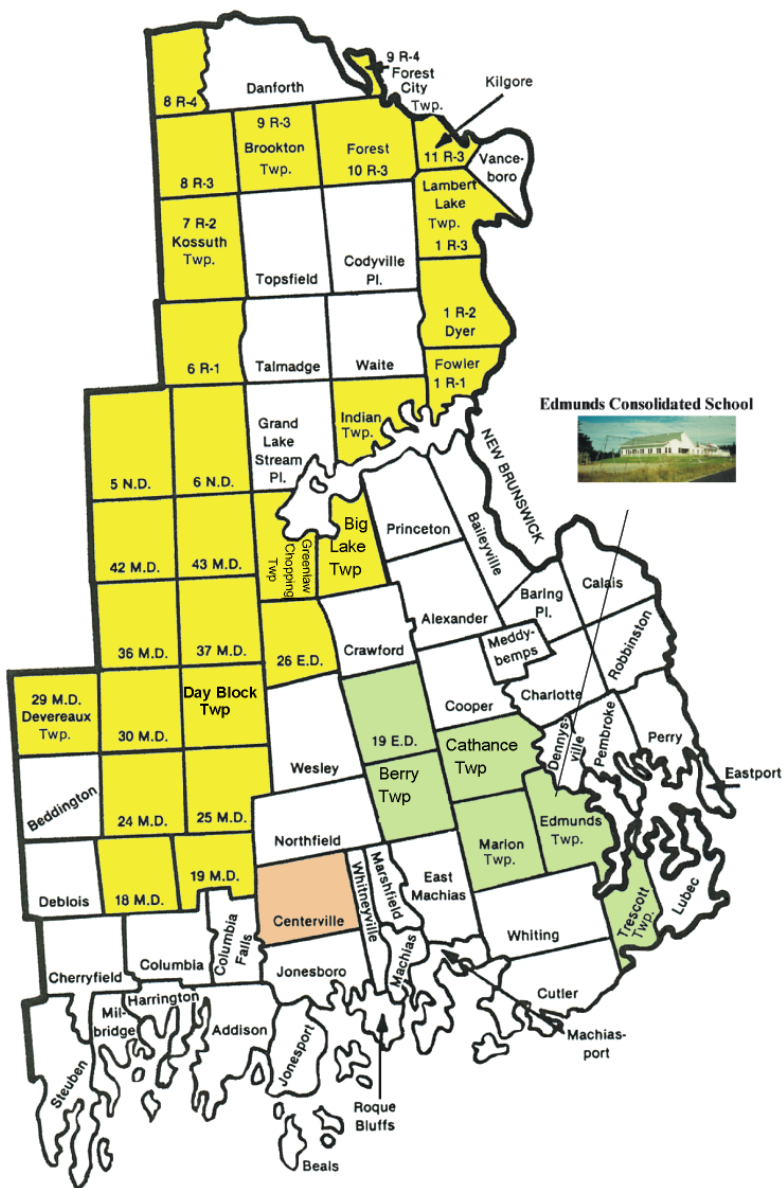 9 R-4
Forest
City
Twp.
Kilgore
8 R-4
Danforth
9 R-3
Brookton
Twp.
Forest
10 R-3
11 R-3
Vance-
boro
8 R-3
Lambert
Lake
Twp.
1 R-3
7 R-2
Kossuth
Twp.
Topsfield
Codyville
Pl.
1 R-2
Dyer
6 R-1
Talmadge
Waite
Fowler
1 R-1
Edmunds Consolidated School
Indian
Twp.
Grand
Lake
Stream
Pl.
5 N.D.
6 N.D.
NEW BRUNSWICK
Princeton
Baileyville
Big
Lake
Twp
Greenlaw
Chopping
Twp
42 M.D.
43 M.D.
Baring
Pl.
Calais
Alexander
Robbinston
Meddy-
bemps
36 M.D.
37 M.D.
26 E.D.
Crawford
Charlotte
29 M.D.
Devereaux
Twp.
30 M.D.
Day Block
Twp
Cooper
Dennys-
ville
Pembroke
Perry
Eastport
19 E.D.
Cathance
Twp
Wesley
Berry
Twp
Beddington
24 M.D.
25 M.D.
Edmunds
Twp.
Northfield
Marion
Twp.
Deblois
18 M.D.
19 M.D.
Whitneyville
Marshfield
East
Machias
Centerville
Trescott
Twp.
Lubec
Whiting
Cherryfield
Columbia
Columbia
Falls
Jonesboro
Machias
Cutler
Harrington
Mil-
bridge
Addison
Machias-
port
Steuben
Jonesport
Roque
Bluffs
Beals